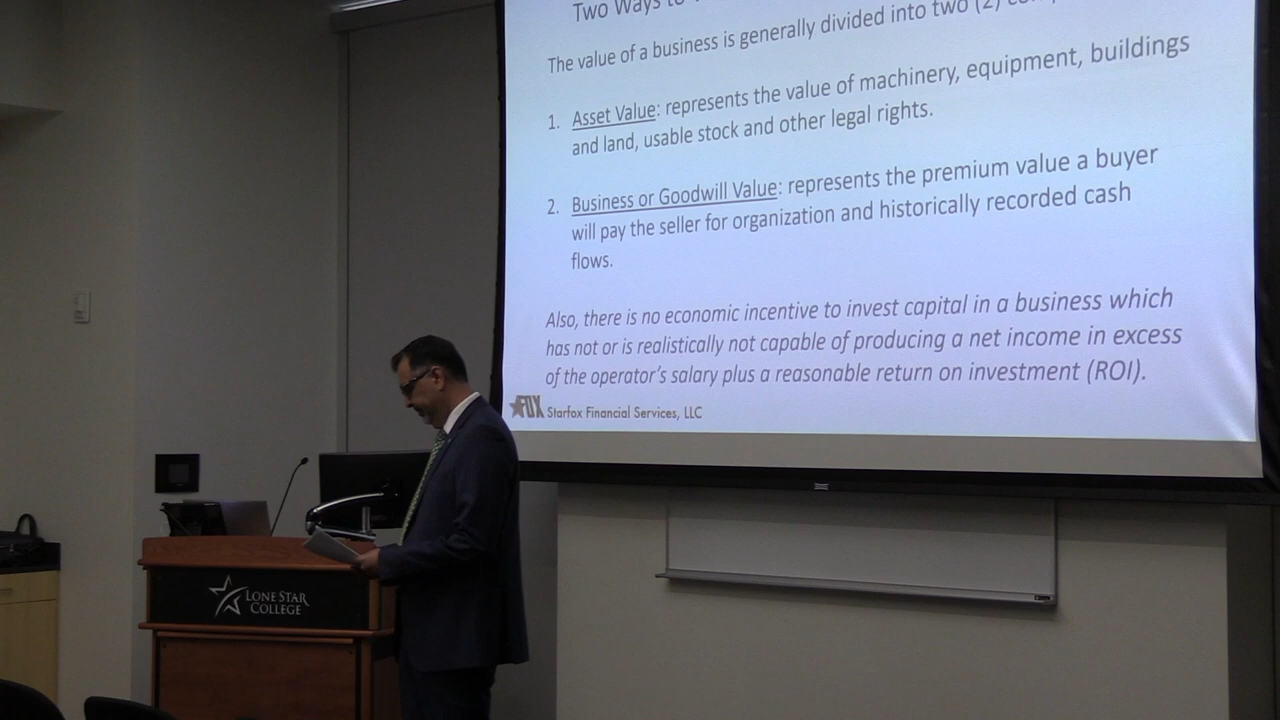 Two Ways to
The value of a business is generally divided into two (2)
1. Asset Value: represents the value of machinery, equipment, buildings
and land, usable stock and other legal rights.
2. Business or Goodwill Value: represents the premium value a buyer
will pay the seller for organization and historically recorded cash
flows.
Also, there is no economic incentive to invest capital in a business which
has not or is realistically not capable of producing a net income in excess
of the operator's salary plus a reasonable return on investment (ROI).
FOX Starfox Financial Services, LLC
LONE STAR
COLLEGE